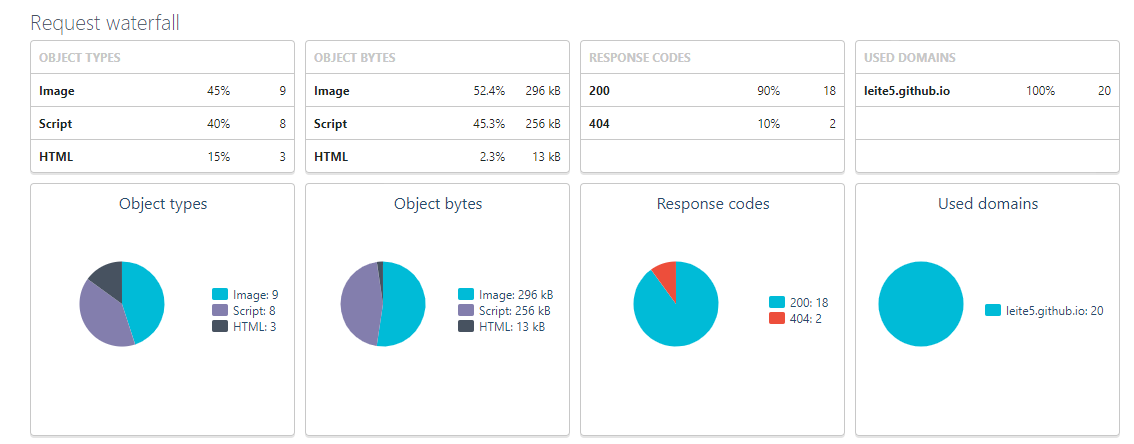 Request waterfall
OBJECT TYPES
Image 45% 9
Script 40% 8
HTML 15% 3
OBJECT BYTES
Image 52.4% 296 kB
Script 45.3% 256 kB
HTML 2.3% 13 kB
RESPONSE CODES
200 90% 18
404 10% 2
USED DOMAINS
leite5.github.io 100% 20
Object types
Image: 9
Script: 8
HTML: 3
Object bytes
Image: 296 kB
Script: 256 kB
HTML: 13 kB
Response codes
200: 18
404: 2
Used domains
leite5.github.io: 20